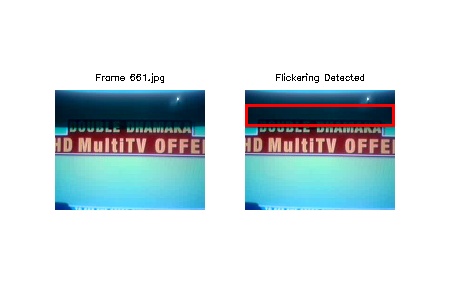 Frame 661.jpg
Flickering Detected
DOUBLE DHAMAKA
HD MultiTV OFFE
DOUBLE DHAMAKA
HD MultiTV OFFE